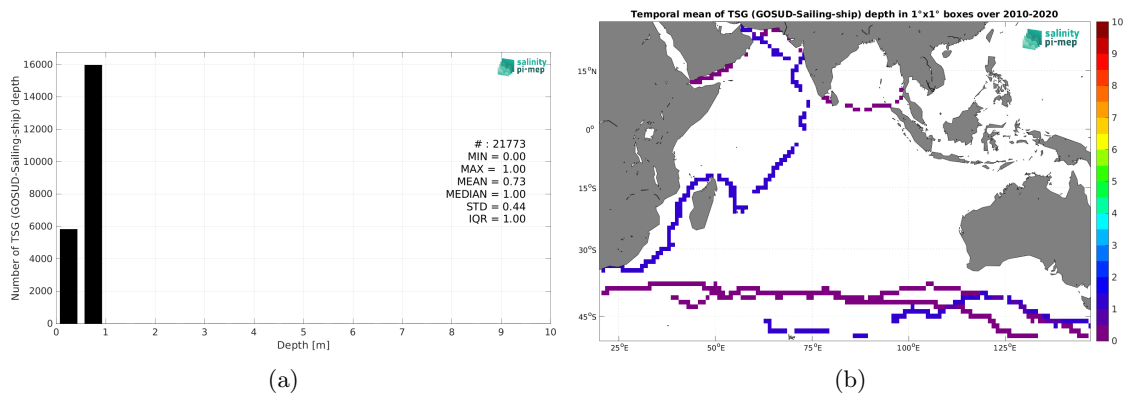 Number of TSG (GOSUD-Sailing-ship) depth
16000
14000
12000
10000
8000
6000
4000
2000
0
0 1 2 3 4 5 6 7 8 9 10
Depth [m]
salinity
pi-mep
# : 21773
MIN = 0.00
MAX = 1.00
MEAN = 0.73
MEDIAN = 1.00
STD = 0.44
IQR = 1.00
(a)
Temporal mean of TSG (GOSUD-Sailing-ship) depth in 1°x1° boxes over 2010-2020
salinity
pi-mep
15°N
0°
15°S
30°S
45°S
25°E 50°E 75°E 100°E 125°E
10
9
8
7
6
5
4
3
2
1
0
(b)